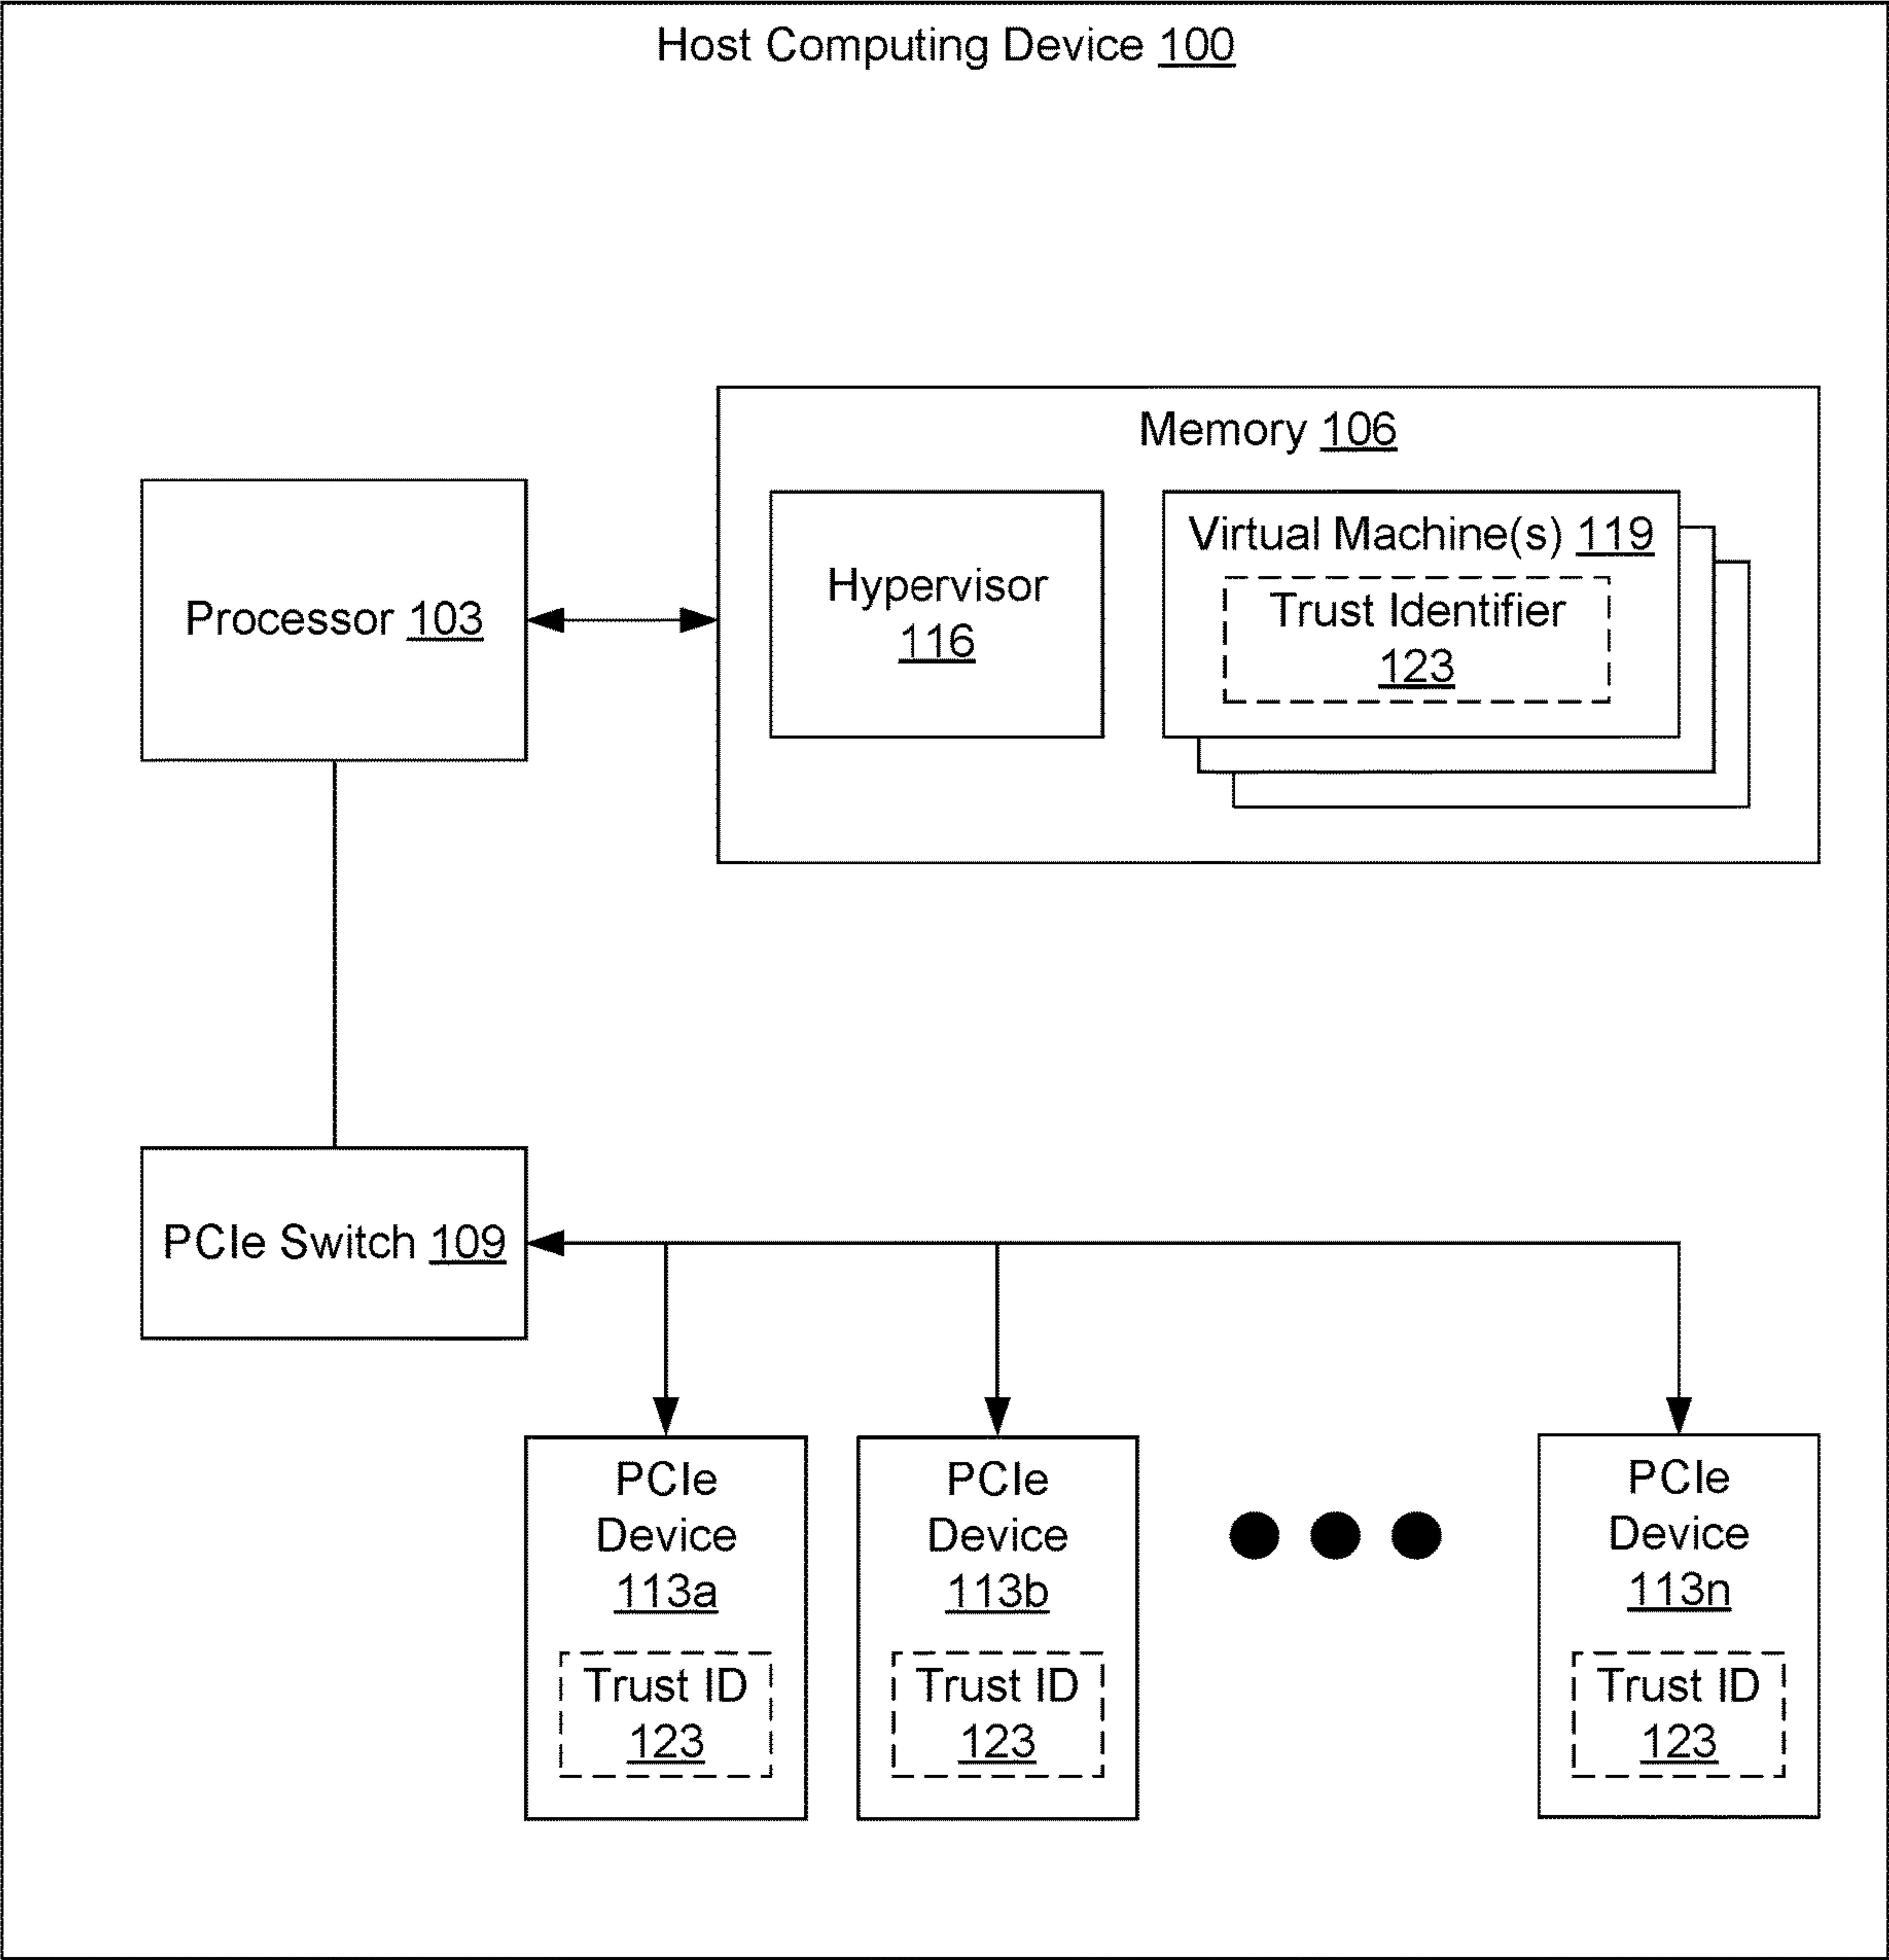 Host Computing Device 100
Memory 106
Processor 103
Hypervisor
116
Virtual Machine(s) 119
Trust Identifier
123
PCIe Switch 109
PCIe
Device
113a
Trust ID
123
PCIe
Device
113b
Trust ID
123
PCIe
Device
113n
Trust ID
123